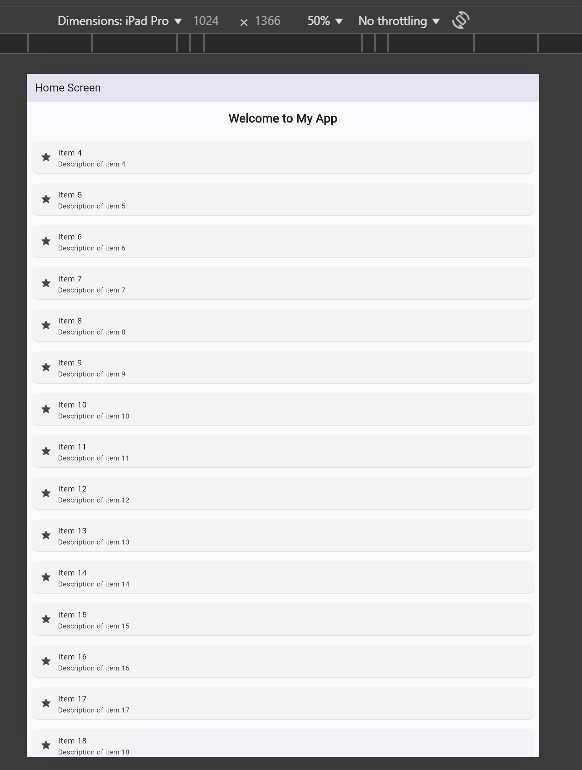 Dimensions: iPad Pro ▼ 1024 × 1366 50% ▼ No throttling ▼
Home Screen
Welcome to My App
Item 4
Description of item 4
Item 5
Description of item 5
Item 6
Description of item 6
Item 7
Description of item 7
Item 8
Description of item 8
Item 9
Description of item 9
Item 10
Description of item 10
Item 11
Description of item 11
Item 12
Description of item 12
Item 13
Description of item 13
Item 14
Description of item 14
Item 15
Description of item 15
Item 16
Description of item 16
Item 17
Description of item 17
Item 18
Description of item 18